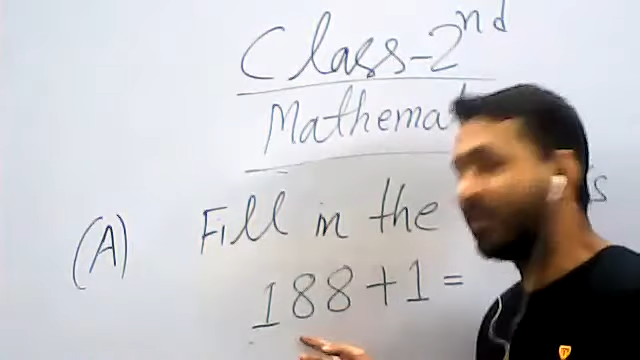 Class-2nd
Mathemat
(A) Fill in the
188+1=